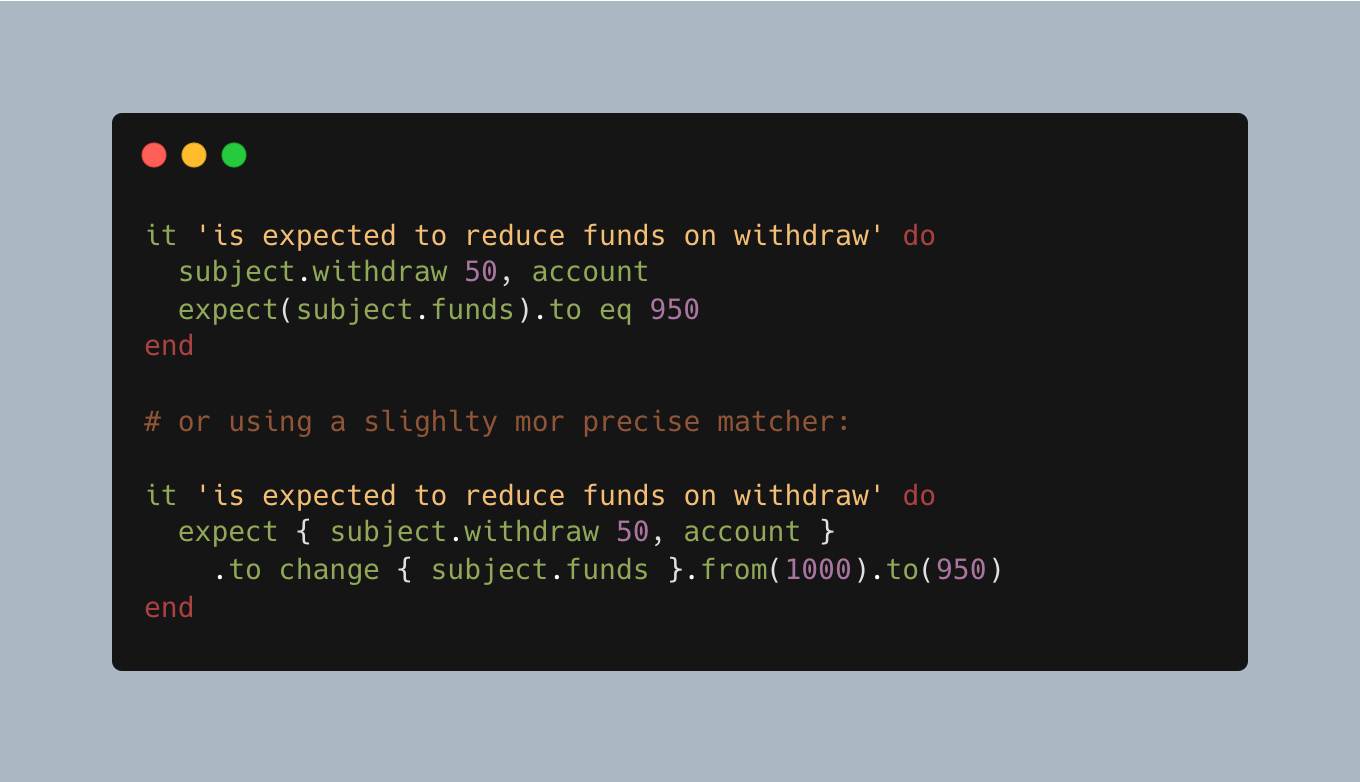 it 'is expected to reduce funds on withdraw' do
  subject.withdraw 50, account
  expect(subject.funds).to eq 950
end
# or using a slighlty mor precise matcher:
it 'is expected to reduce funds on withdraw' do
  expect { subject.withdraw 50, account }
    .to change { subject.funds }.from(1000).to(950)
end